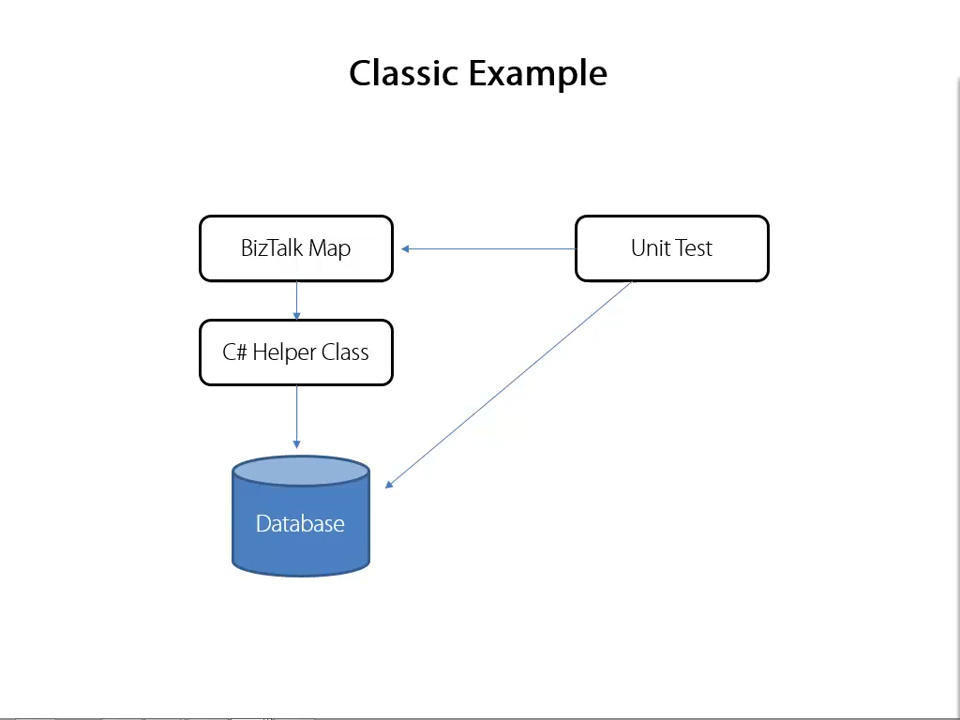 Classic Example
BizTalk Map
Unit Test
C# Helper Class
Database